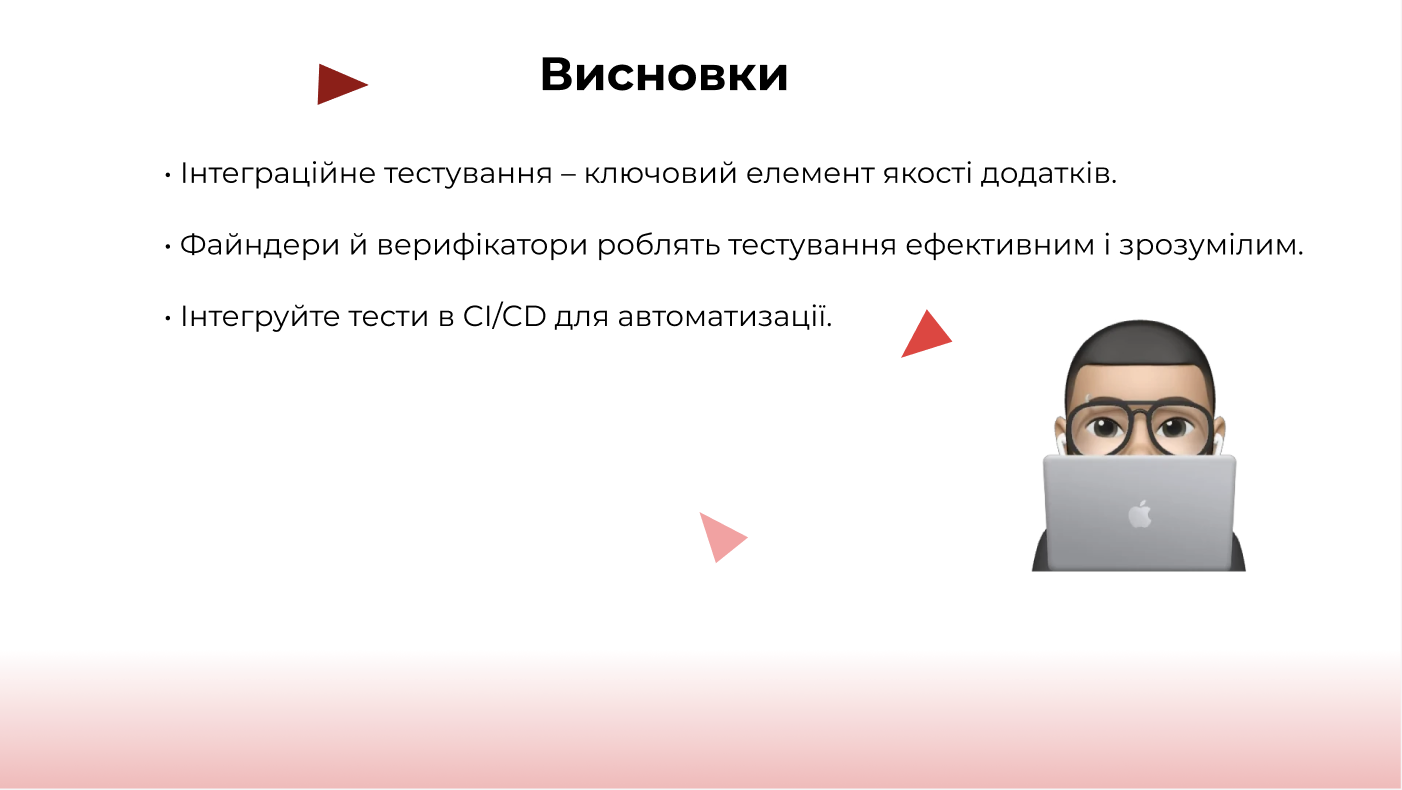 Висновки
• Інтеграційне тестування – ключовий елемент якості додатків.
• Файндери й верифікатори роблять тестування ефективним і зрозумілим.
• Інтегруйте тести в CI/CD для автоматизації.